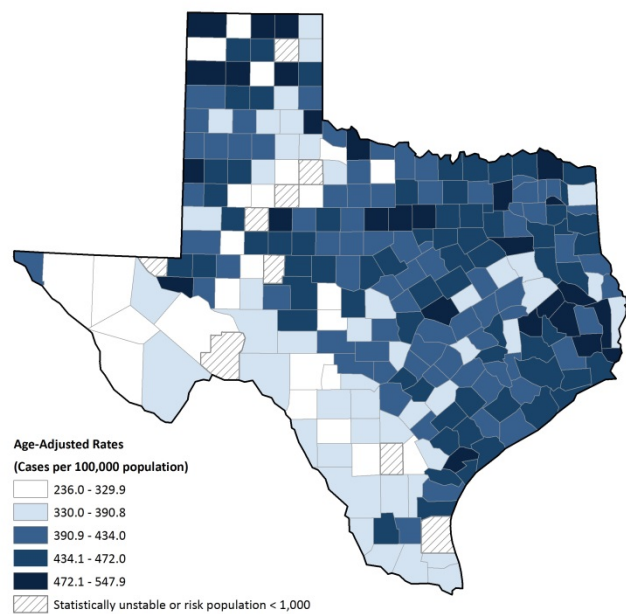 Age-Adjusted Rates
(Cases per 100,000 population)
236.0 - 329.9
330.0 - 390.8
390.9 - 434.0
434.1 - 472.0
472.1 - 547.9
Statistically unstable or risk population < 1,000